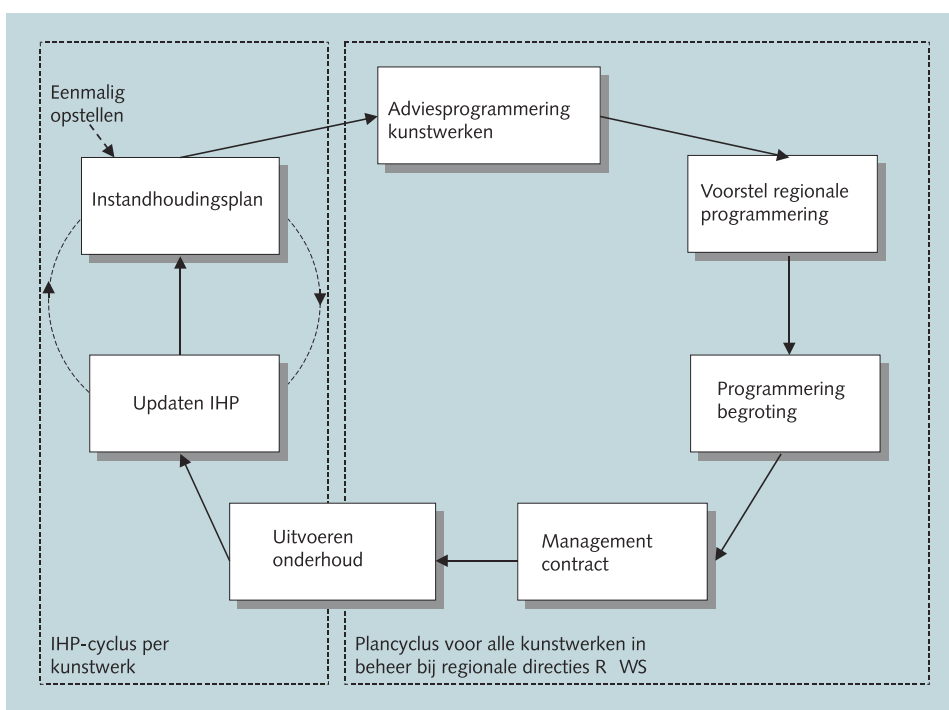 Eenmalig
opstellen
Instandhoudingsplan
Updaten IHP
IHP-cyclus per
kunstwerk
Adviesprogrammering
kunstwerken
Voorstel regionale
programmering
Programmering
begroting
Management
contract
Uitvoeren
onderhoud
Plancyclus voor alle kunstwerken in
beheer bij regionale directies R WS